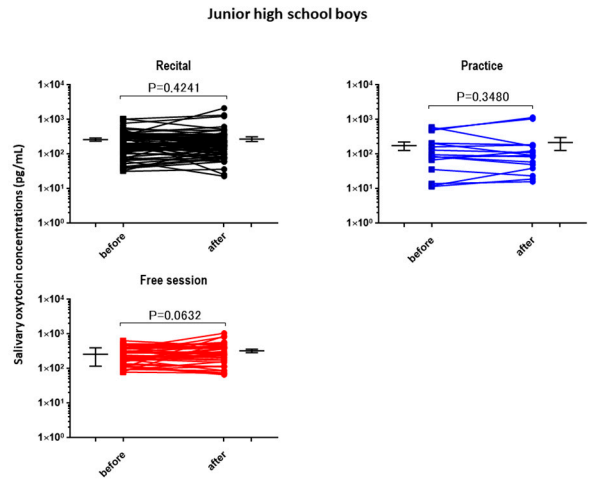 Junior high school boys
Recital
P=0.4241
1×10⁴
1×10³
1×10²
1×10¹
1×10⁰
before
after
Practice
P=0.3480
1×10⁴
1×10³
1×10²
1×10¹
1×10⁰
before
after
Salivary oxytocin concentrations (pg/mL)
Free session
P=0.0632
1×10⁴
1×10³
1×10²
1×10¹
1×10⁰
before
after